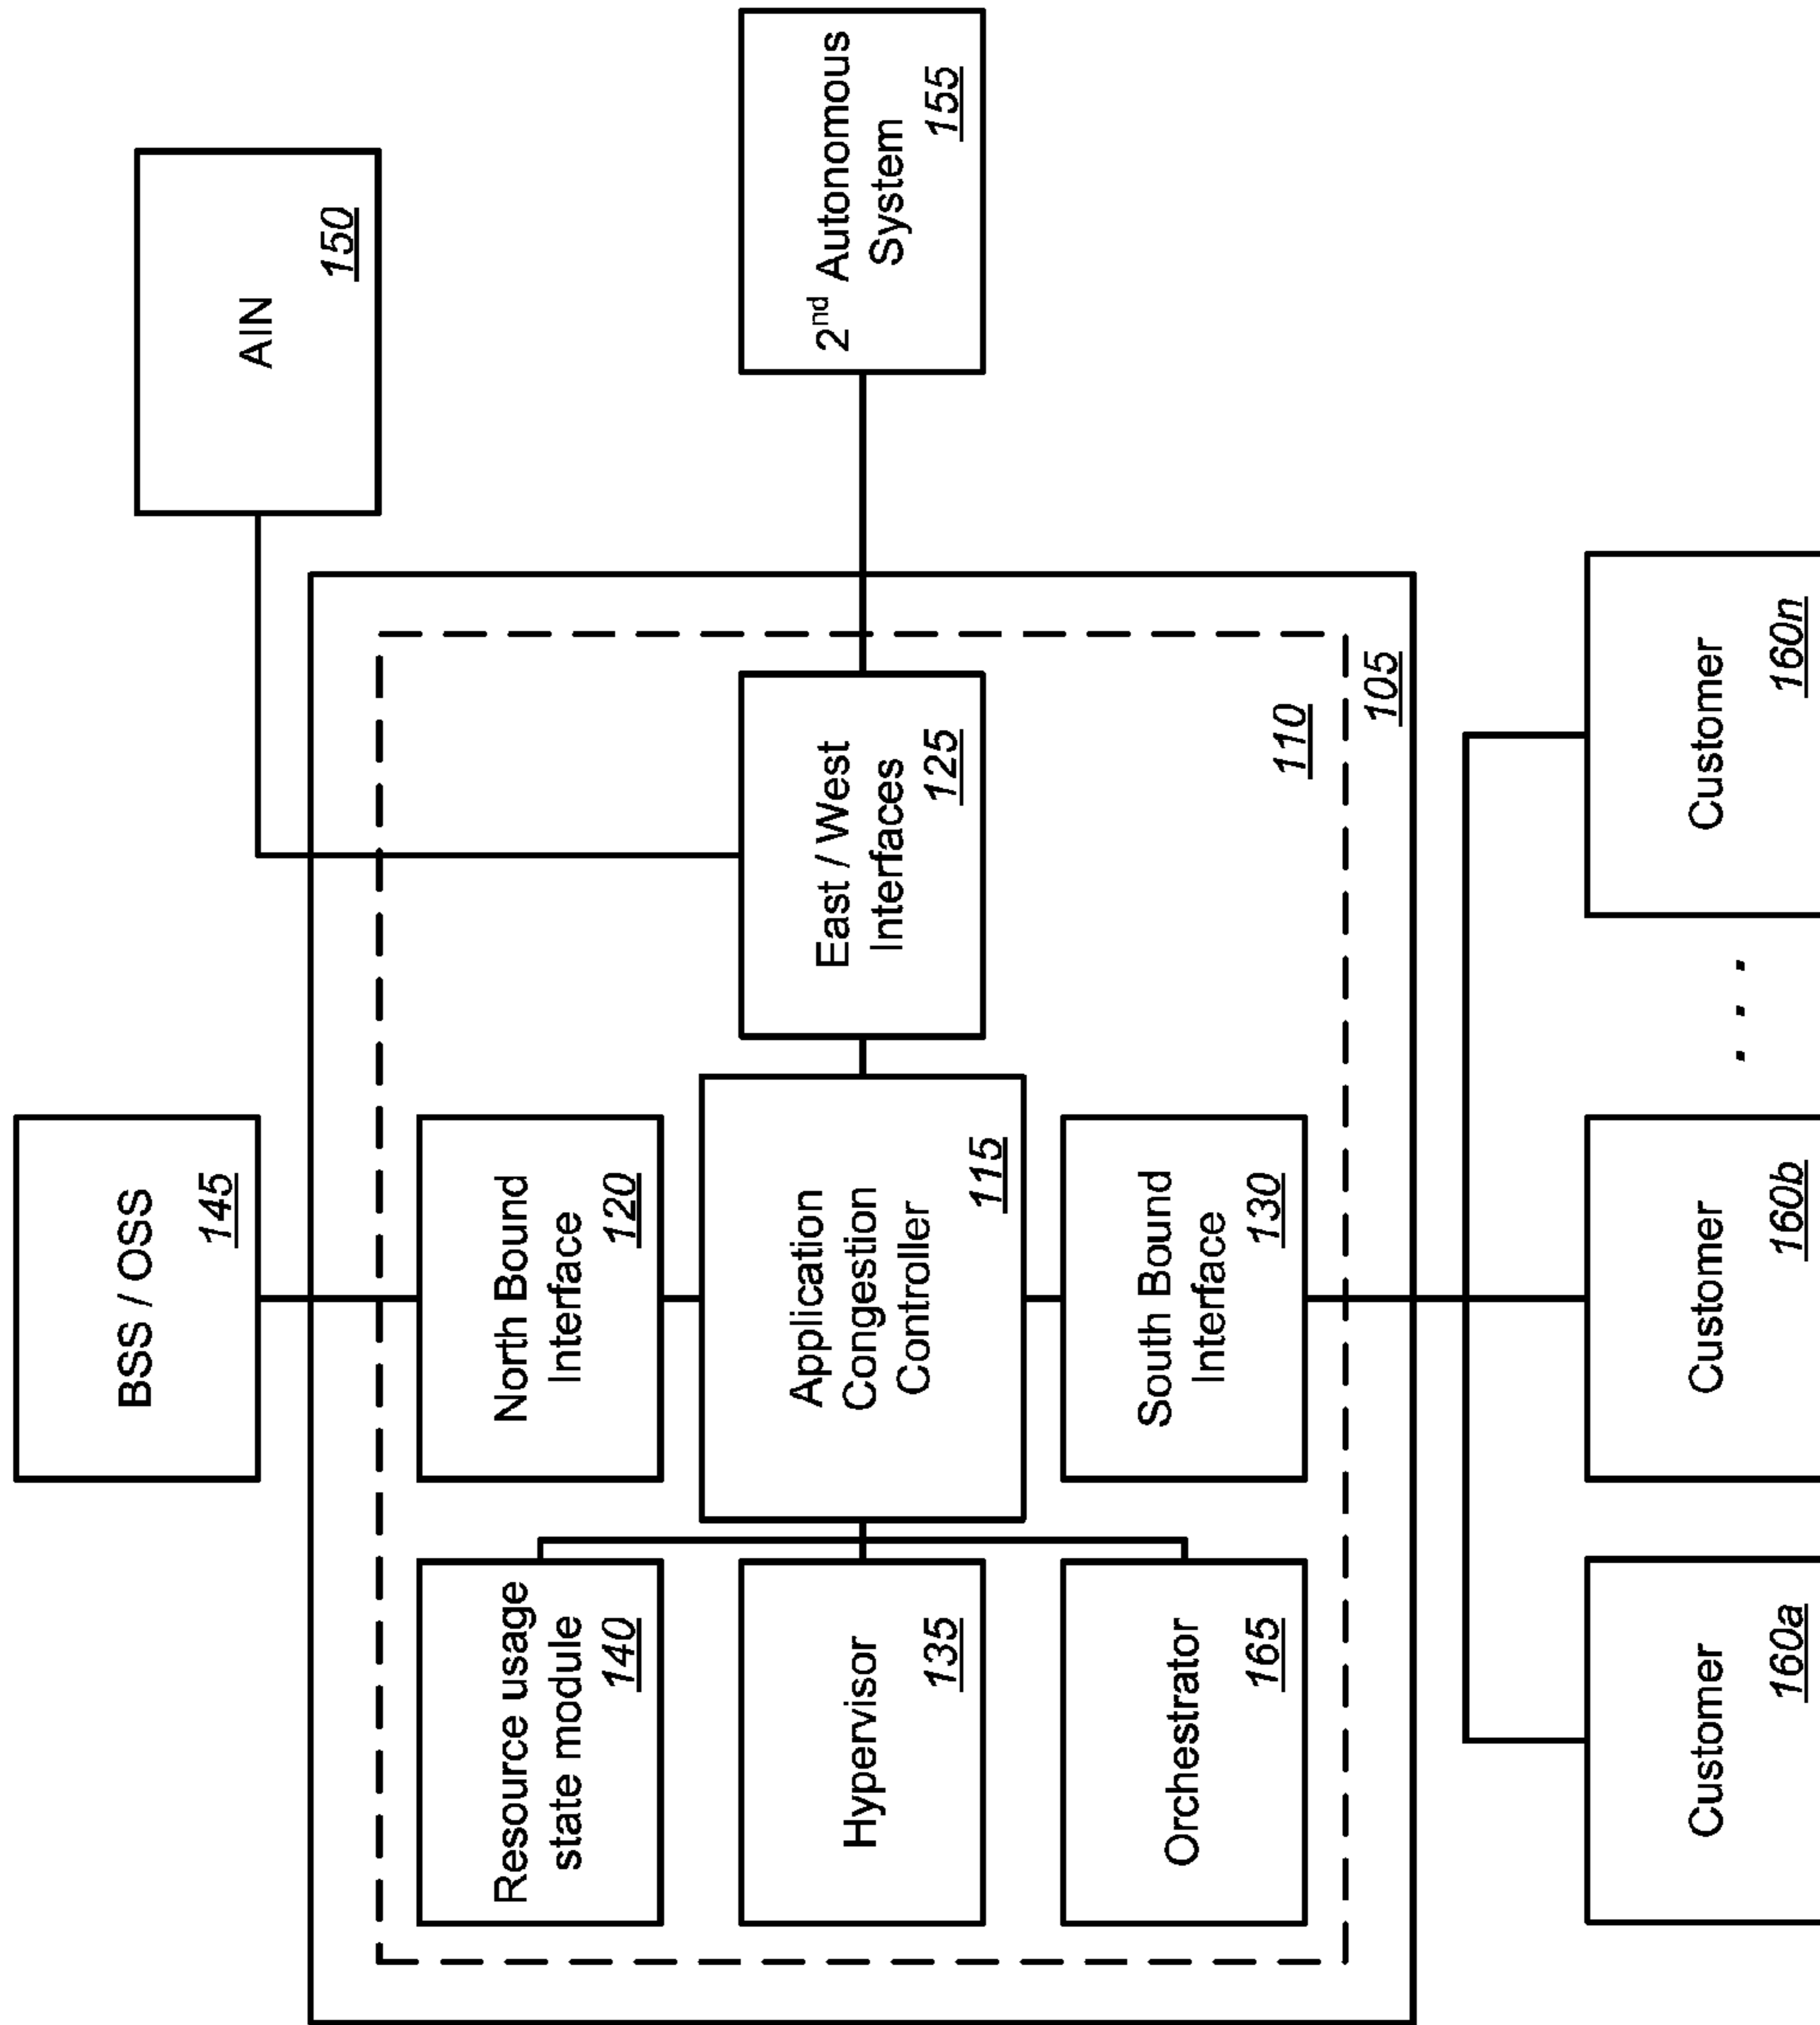 BSS / OSS
145
AIN
150
Resource usage
state module
140
North Bound
Interface
120
Hypervisor
135
Application
Congestion
Controller
115
East / West
Interfaces
125
2nd Autonomous
System
155
Orchestrator
165
South Bound
Interface
130
110
105
Customer
160a
Customer
160b
. . .
Customer
160n